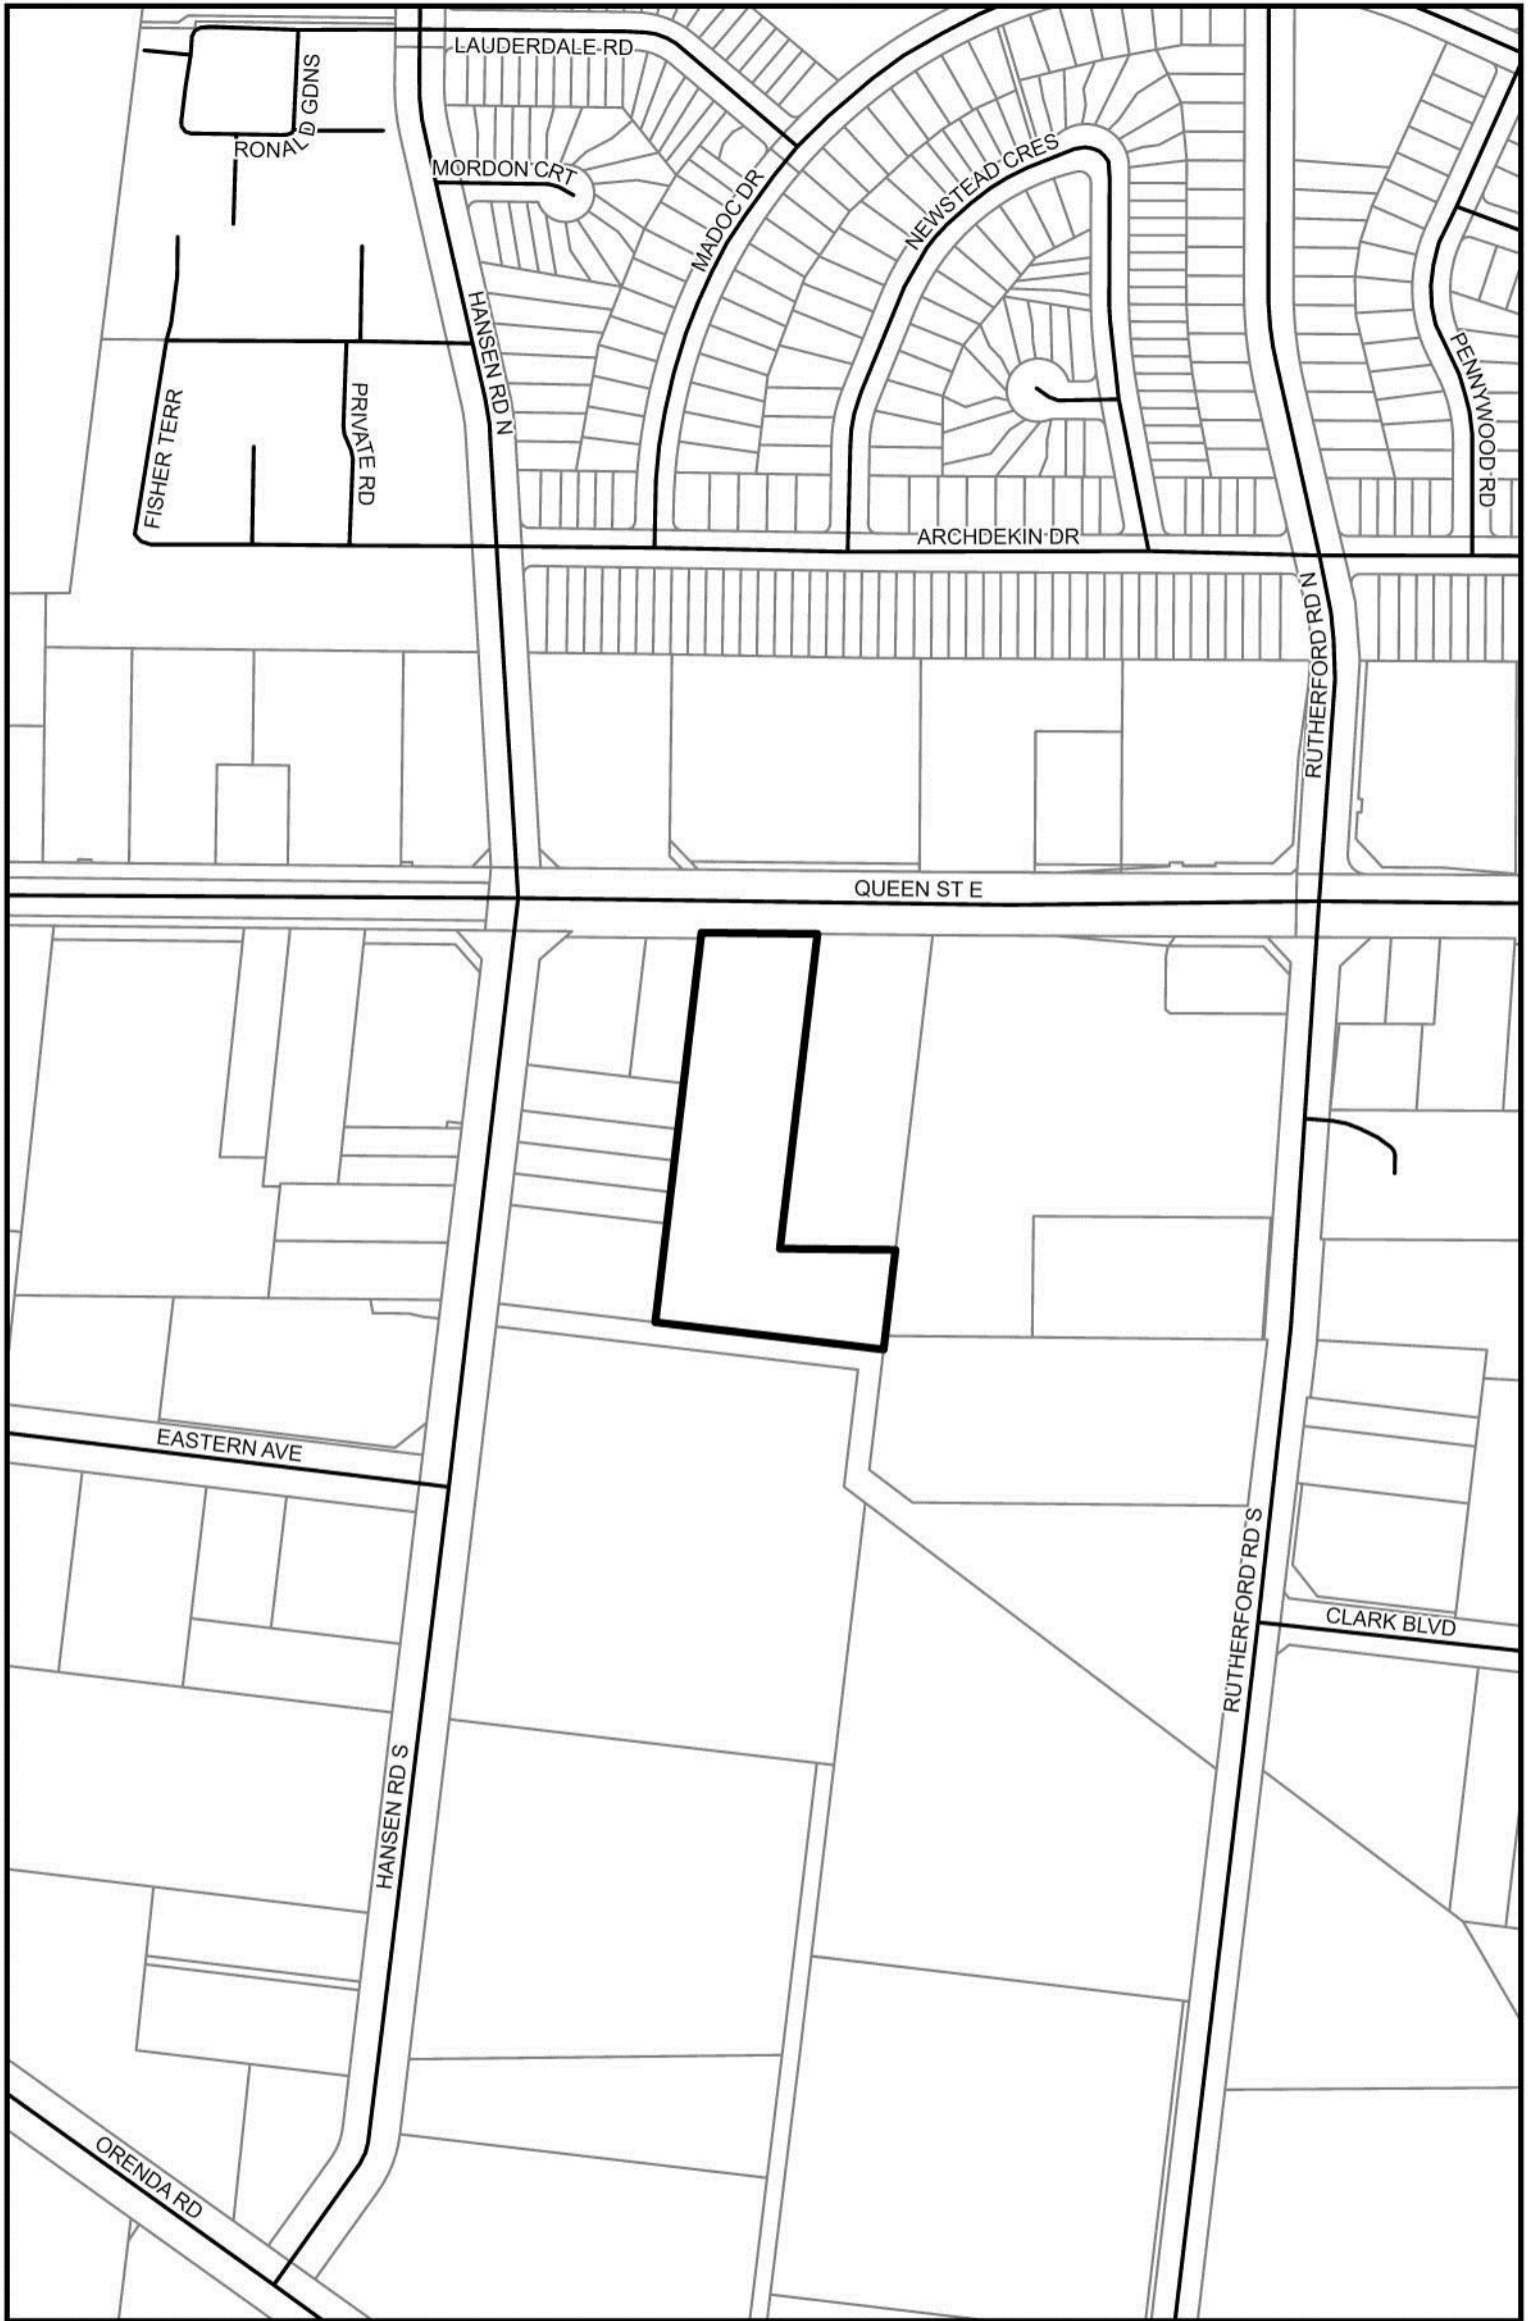 LAUDERDALE RD
RONALD GDNS
MORDON CRT
MADOC DR
NEWSTEAD CRES
HANSEN RD N
PENNYWOOD RD
FISHER TERR
PRIVATE RD
ARCHDEKIN DR
RUTHERFORD RD N
QUEEN ST E
EASTERN AVE
RUTHERFORD RD S
CLARK BLVD
HANSEN RD S
ORENDA RD